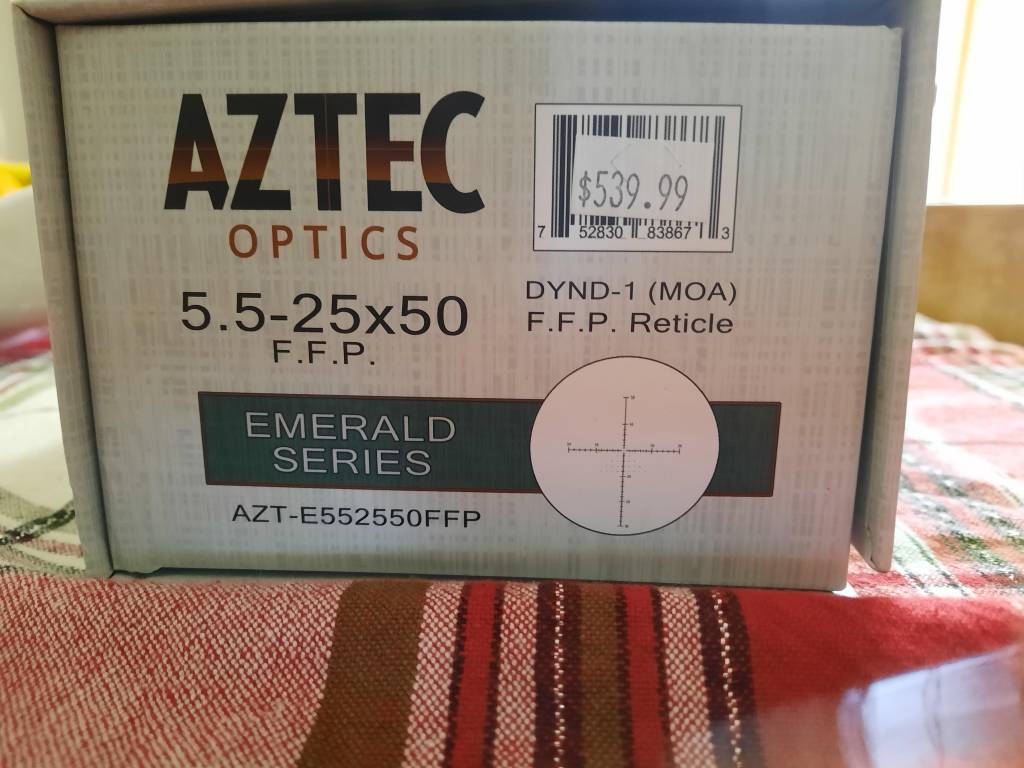 AZTEC
OPTICS
5.5-25x50
F.F.P.
$539.99
7 52830 83867 3
DYND-1 (MOA)
F.F.P. Reticle
EMERALD
SERIES
AZT-E552550FFP